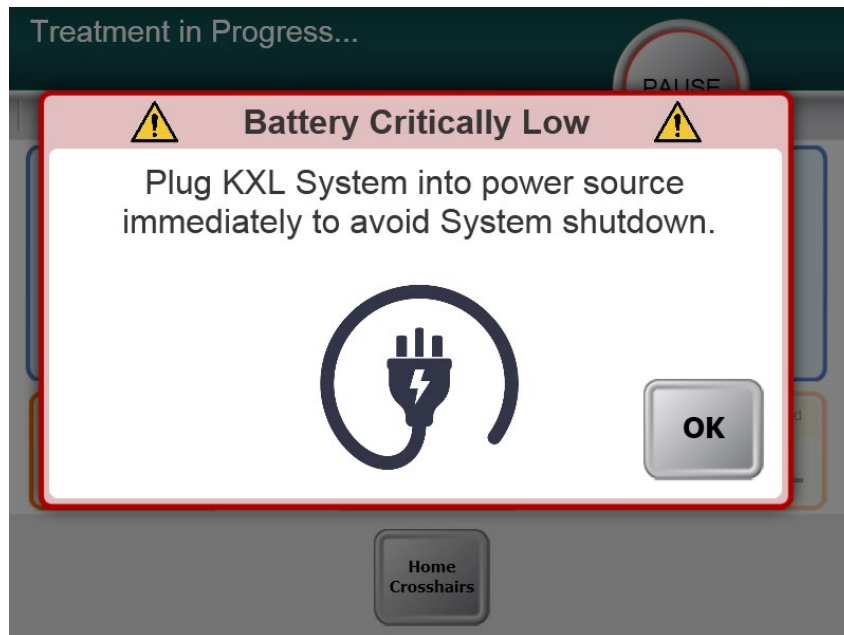 Treatment in Progress...
PAUSE
Battery Critically Low
Plug KXL System into power source
immediately to avoid System shutdown.
OK
Home
Crosshairs